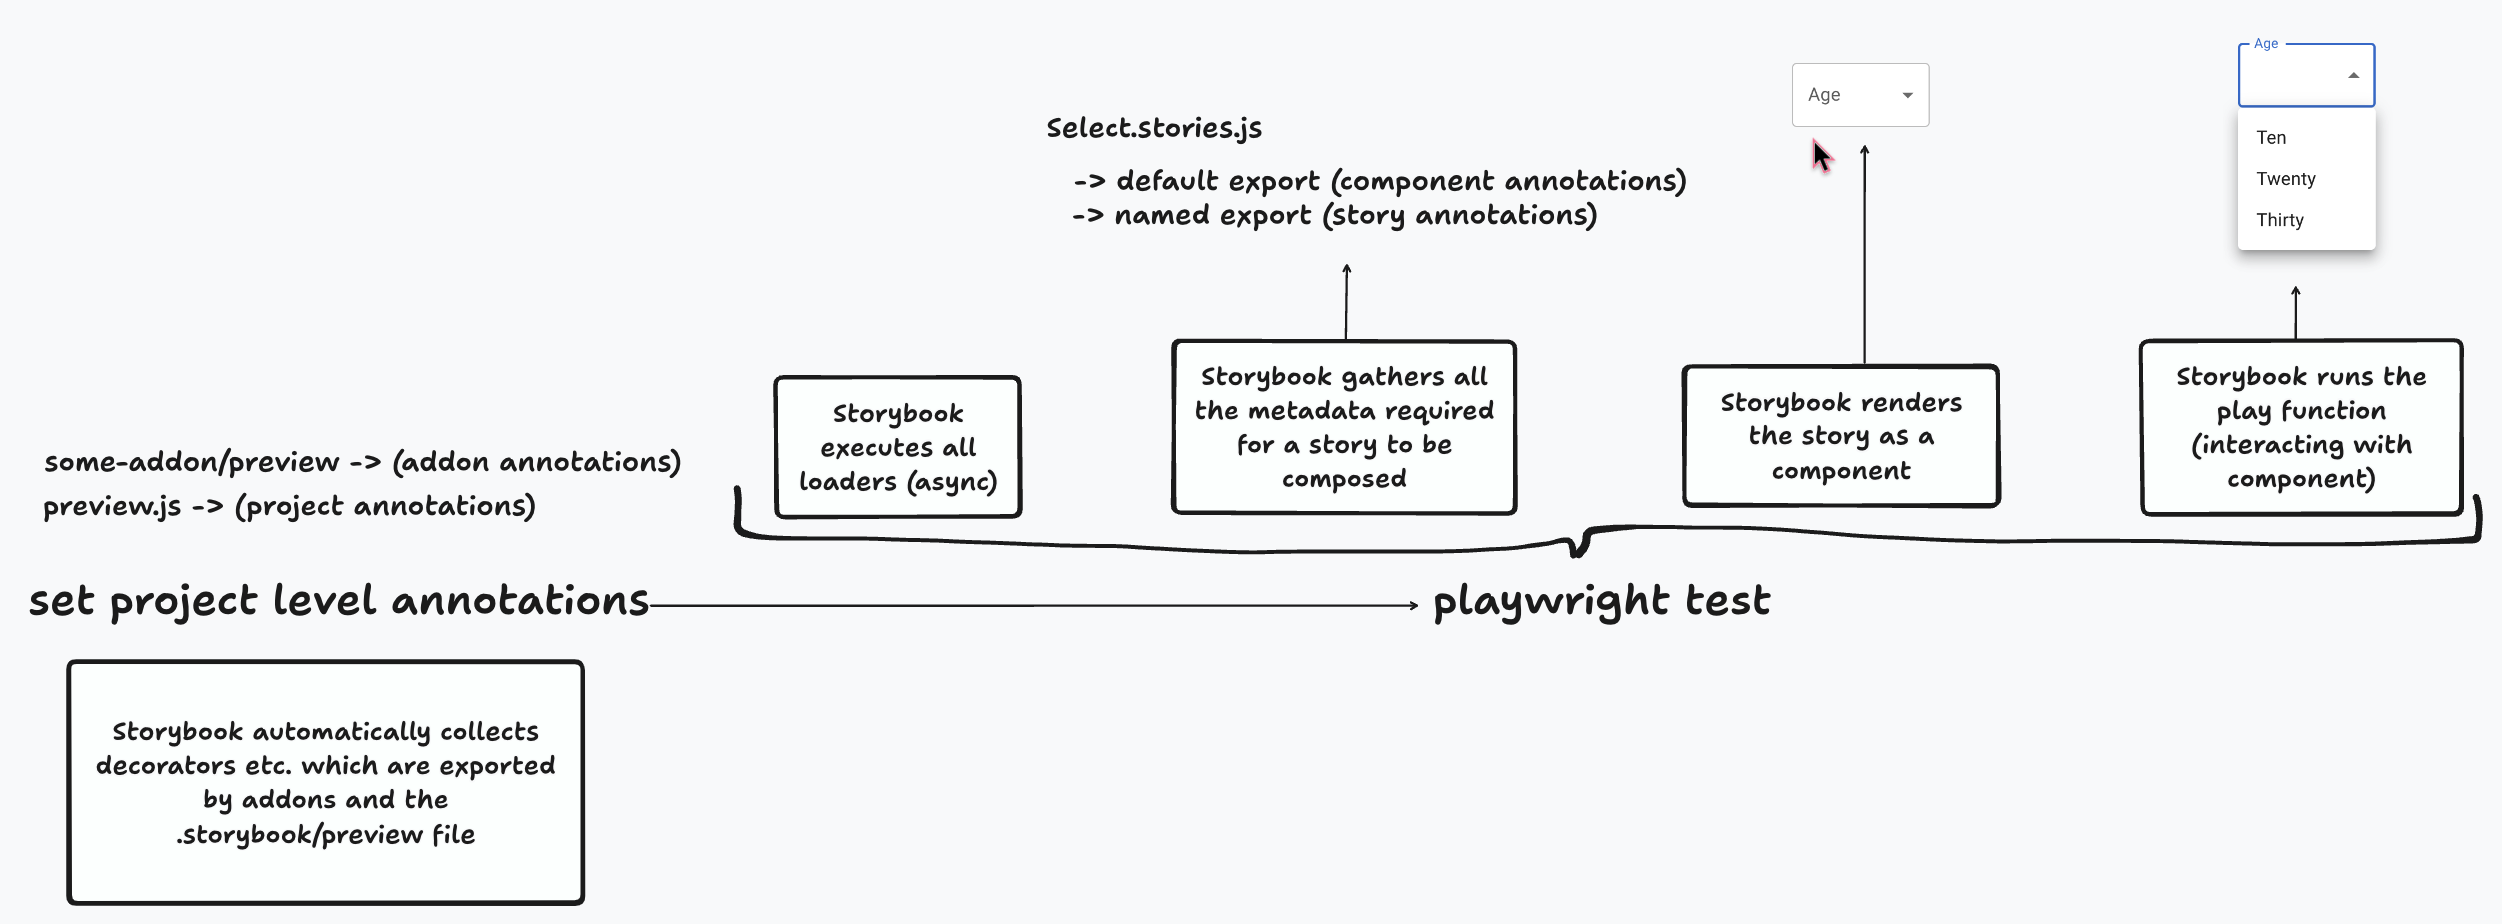 some-addon/preview -> (addon annotations)
preview.js -> (project annotations)
set project level annotations
Storybook automatically collects
decorators etc. which are exported
by addons and the
.storybook/preview file
Storybook
executes all
loaders (async)
Select.stories.js
-> default export (component annotations)
-> named export (story annotations)
Storybook gathers all
the metadata required
for a story to be
composed
Age
Storybook renders
the story as a
component
Age
Ten
Twenty
Thirty
Storybook runs the
play function
(interacting with
component)
playwright test